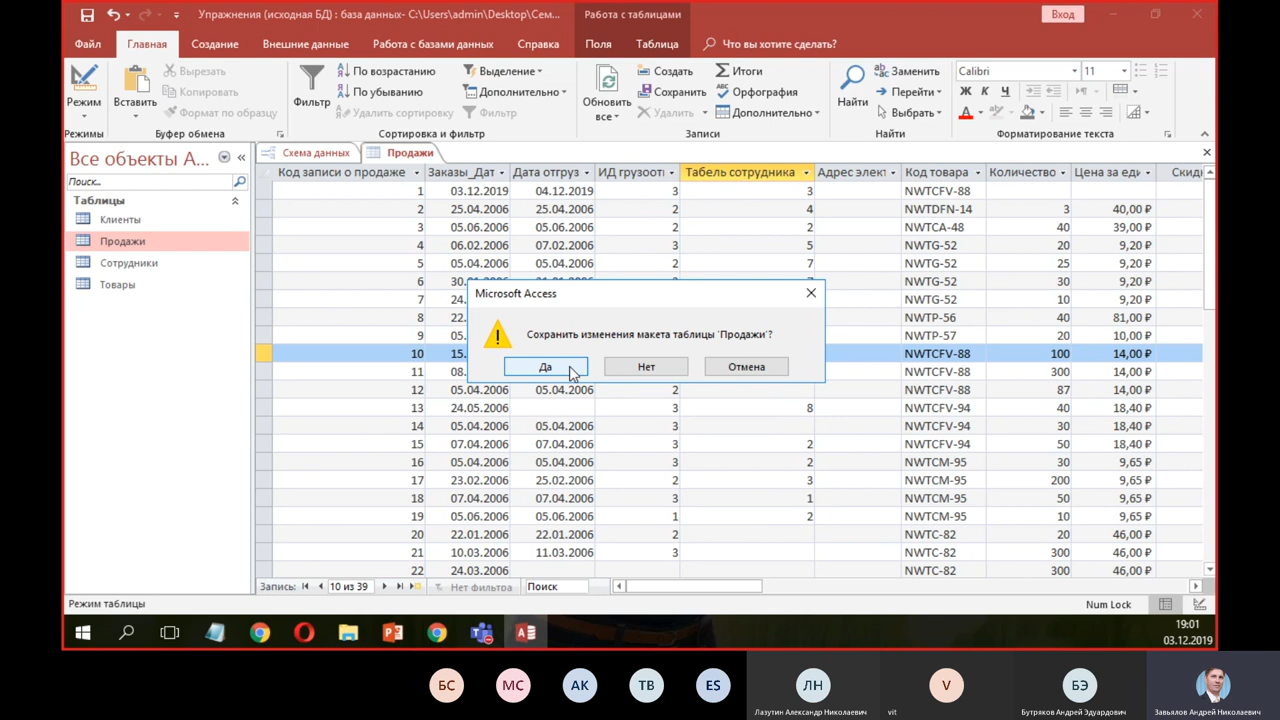 Упражнения (исходная БД) : база данных- C:\Users\admin\Desktop\Сем...
Работа с таблицами
Вход
Файл Главная Создание Внешние данные Работа с базами данных Справка Поля Таблица Что вы хотите сделать?
Режим
Режимы
Вставить
Вырезать
Копировать
Формат по образцу
Буфер обмена
Фильтр
По возрастанию
По убыванию
Удалить сортировку
Выделение
Дополнительно
Фильтр
Сортировка и фильтр
Обновить
все
Создать
Сохранить
Удалить
Итоги
Орфография
Дополнительно
Записи
Найти
Заменить
Перейти
Выбрать
Найти
Calibri 11
Ж К Ч
Форматирование текста
Все объекты A...
Поиск...
Таблицы
Клиенты
Продажи
Сотрудники
Товары
Схема данных Продажи
Код записи о продаже Заказы_Дат Дата отгруз ИД грузоот Табель сотрудника Адрес элект Код товара Количество Цена за еди Скид
1 03.12.2019 04.12.2019 3 3 NWTCFV-88
2 25.04.2006 25.04.2006 2 4 NWTDFN-14 3 40,00 ₽
3 05.06.2006 05.06.2006 2 2 NWTCA-48 40 39,00 ₽
4 06.02.2006 07.02.2006 3 5 NWTG-52 20 9,20 ₽
5 05.04.2006 05.04.2006 2 7 NWTG-52 25 9,20 ₽
6 NWTG-52 30 9,20 ₽
7 24. NWTG-52 10 9,20 ₽
8 22. NWTP-56 40 81,00 ₽
9 05. NWTP-57 20 10,00 ₽
10 15. NWTCFV-88 100 14,00 ₽
11 08. NWTCFV-88 300 14,00 ₽
12 05.04.2006 05.04.2006 2 NWTCFV-88 87 14,00 ₽
13 24.05.2006 3 8 NWTCFV-94 40 18,40 ₽
14 05.04.2006 05.04.2006 3 NWTCFV-94 30 18,40 ₽
15 07.04.2006 07.04.2006 3 2 NWTCFV-94 50 18,40 ₽
16 05.04.2006 05.04.2006 3 2 NWTCM-95 30 9,65 ₽
17 23.02.2006 25.02.2006 2 3 NWTCM-95 200 9,65 ₽
18 07.04.2006 07.04.2006 3 1 NWTCM-95 50 9,65 ₽
19 05.06.2006 05.06.2006 1 2 NWTCM-95 10 9,65 ₽
20 22.01.2006 22.01.2006 2 NWTC-82 20 46,00 ₽
21 10.03.2006 11.03.2006 3 NWTC-82 300 46,00 ₽
22 24.03.2006 NWTC-82 300 46,00 ₽
Microsoft Access
Сохранить изменения макета таблицы 'Продажи'?
Да Нет Отмена
Запись: 10 из 39 Нет фильтра Поиск
Режим таблицы
Num Lock
19:01
03.12.2019
БС МС АК ТВ ES ЛН V БЭ
Лазутин Александр Николаевич vit Бутряков Андрей Эдуардович Завьялов Андрей Николаевич